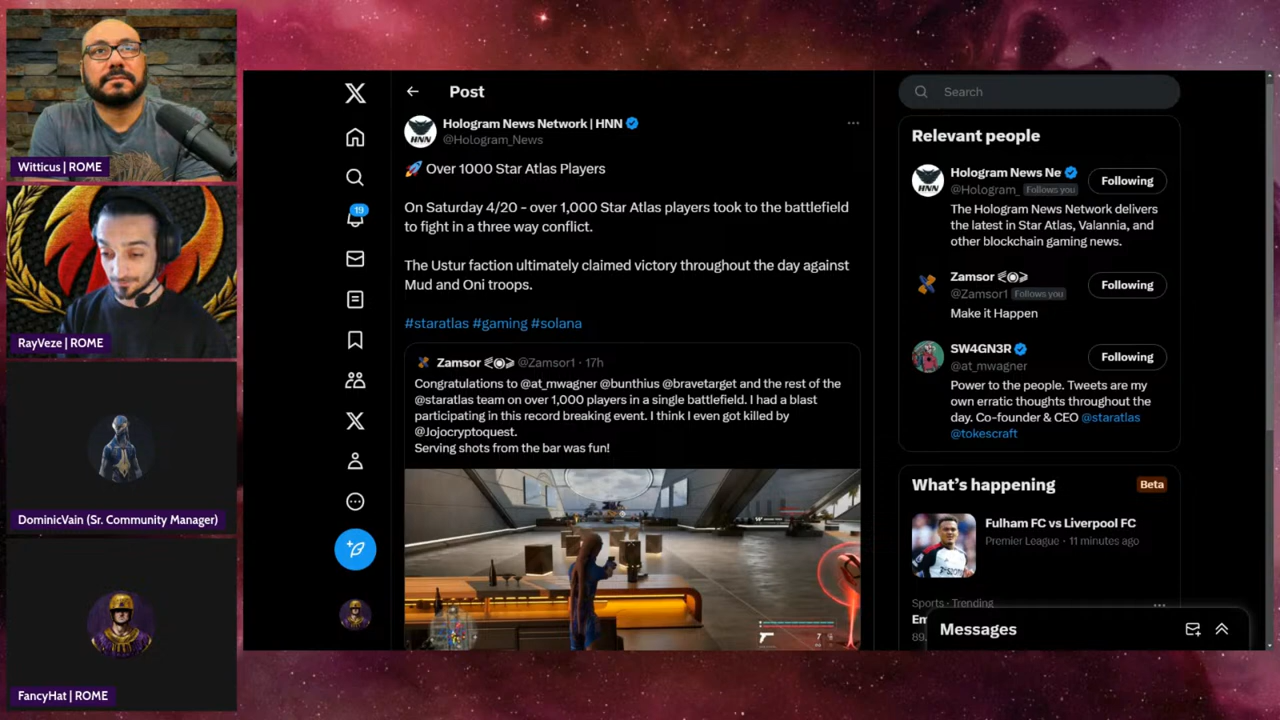 Witticus | ROME
RayVeze | ROME
DominicVain (Sr. Community Manager)
FancyHat | ROME
19
Post
Hologram News Network | HNN
@Hologram_News
🚀 Over 1000 Star Atlas Players
On Saturday 4/20 - over 1,000 Star Atlas players took to the battlefield
to fight in a three way conflict.
The Ustur faction ultimately claimed victory throughout the day against
Mud and Oni troops.
#staratlas #gaming #solana
Zamsor @Zamsor1 · 17h
Congratulations to @at_mwagner @bunthius @bravetarget and the rest of the
@staratlas team on over 1,000 players in a single battlefield. I had a blast
participating in this record breaking event. I think I even got killed by
@Jojocryptoquest.
Serving shots from the bar was fun!
7
Search
Relevant people
HNN
Hologram News Ne
@Hologram_ Follows you
Following
The Hologram News Network delivers
the latest in Star Atlas, Valannia, and
other blockchain gaming news.
Zamsor
@Zamsor1 Follows you
Following
Make it Happen
SW4GN3R
@at_mwagner
Following
Power to the people. Tweets are my
own erratic thoughts throughout the
day. Co-founder & CEO @staratlas
@tokescraft
What's happening
Beta
Fulham FC vs Liverpool FC
Premier League · 11 minutes ago
Sports · Trending
Em
89.
Messages